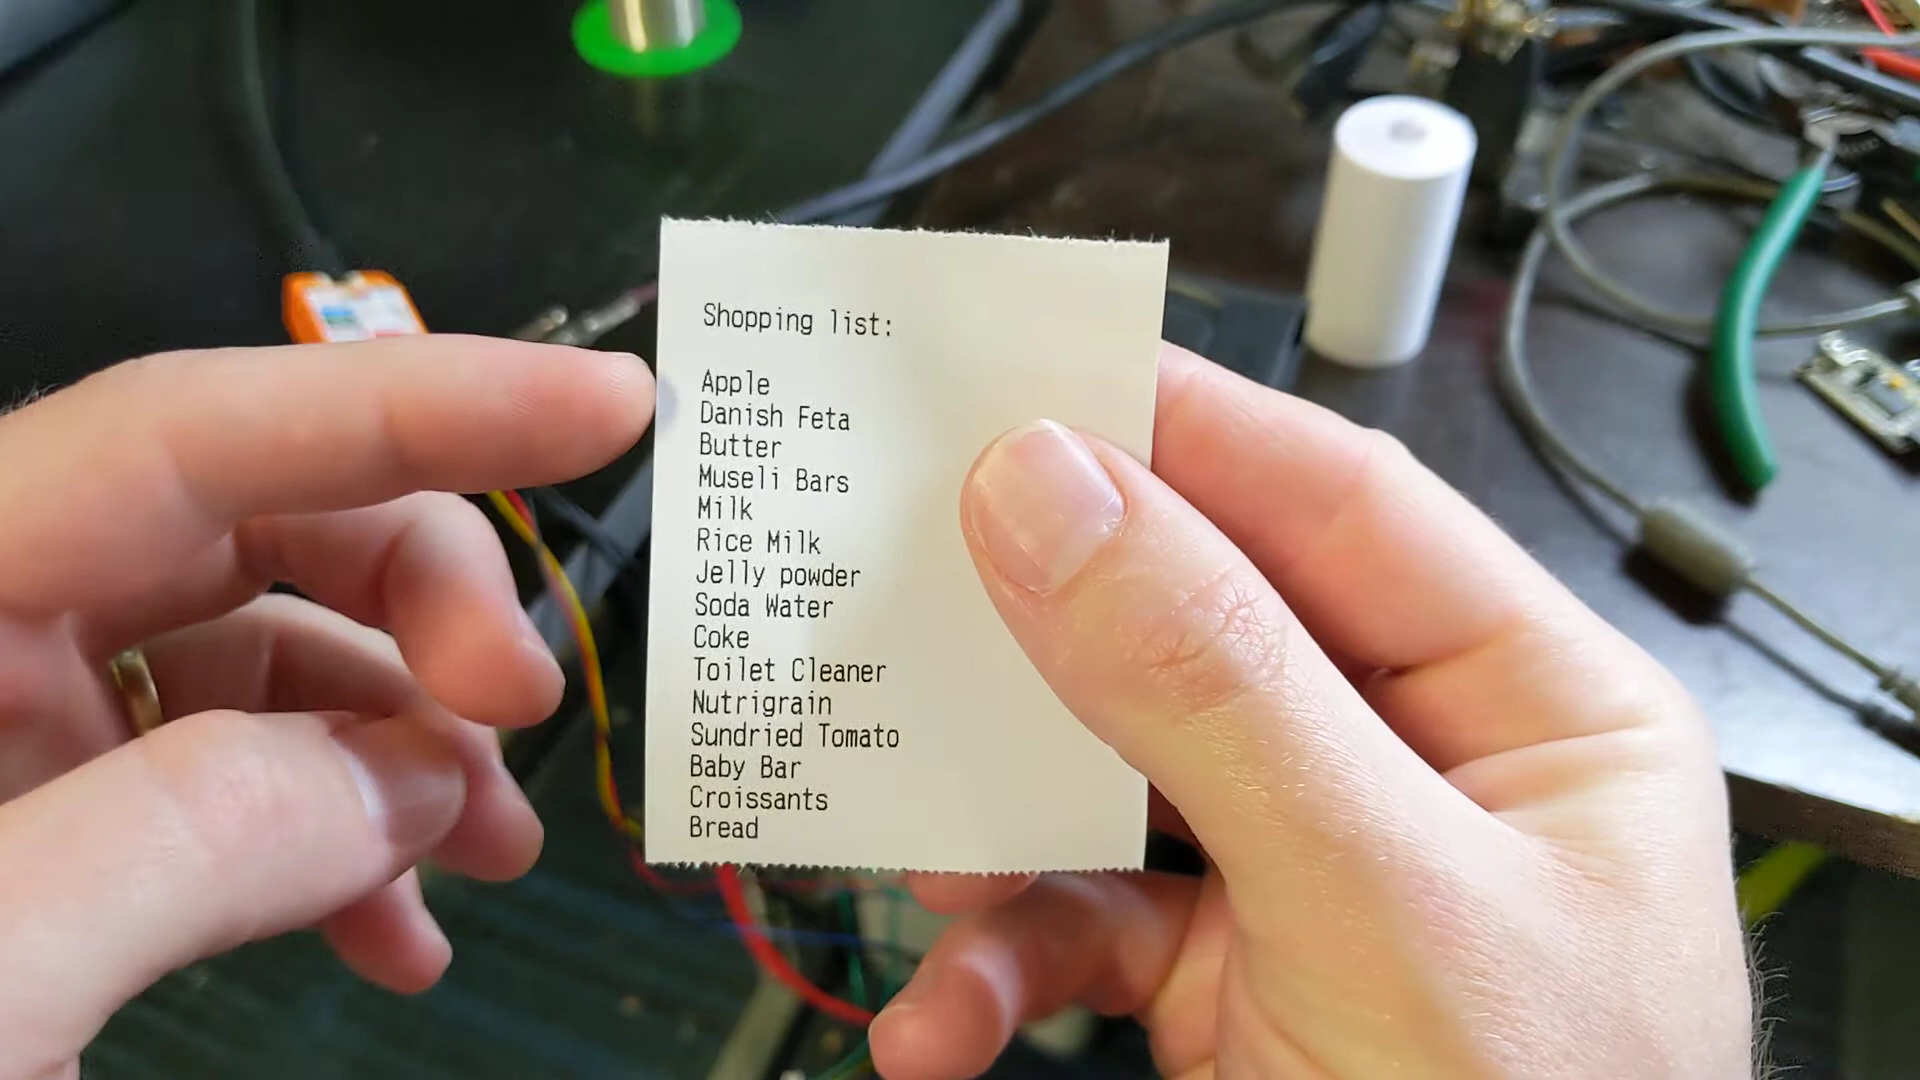 Shopping list:
Apple
Danish Feta
Butter
Museli Bars
Milk
Rice Milk
Jelly powder
Soda Water
Coke
Toilet Cleaner
Nutrigrain
Sundried Tomato
Baby Bar
Croissants
Bread